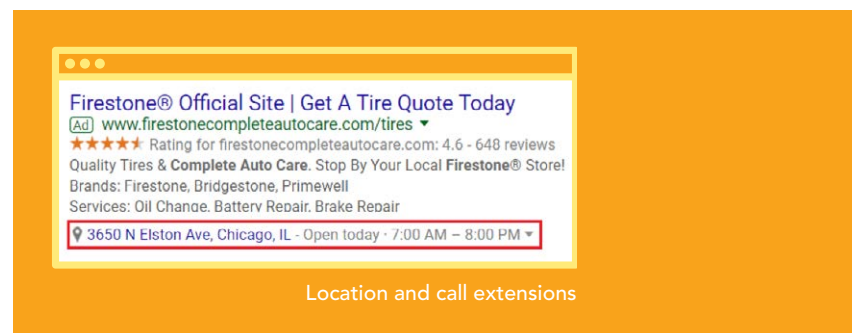 Firestone® Official Site | Get A Tire Quote Today
Ad www.firestonecompleteautocare.com/tires
Rating for firestonecompleteautocare.com: 4.6 - 648 reviews
Quality Tires & Complete Auto Care. Stop By Your Local Firestone® Store!
Brands: Firestone, Bridgestone, Primewell
Services: Oil Change, Battery Repair, Brake Repair
3650 N Elston Ave, Chicago, IL - Open today · 7:00 AM – 8:00 PM
Location and call extensions